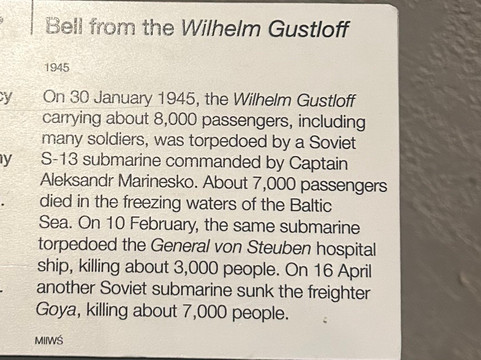 Bell from the Wilhelm Gustloff
1945
On 30 January 1945, the Wilhelm Gustloff
carrying about 8,000 passengers, including
many soldiers, was torpedoed by a Soviet
S-13 submarine commanded by Captain
Aleksandr Marinesko. About 7,000 passengers
died in the freezing waters of the Baltic
Sea. On 10 February, the same submarine
torpedoed the General von Steuben hospital
ship, killing about 3,000 people. On 16 April
another Soviet submarine sunk the freighter
Goya, killing about 7,000 people.
MIIWŚ